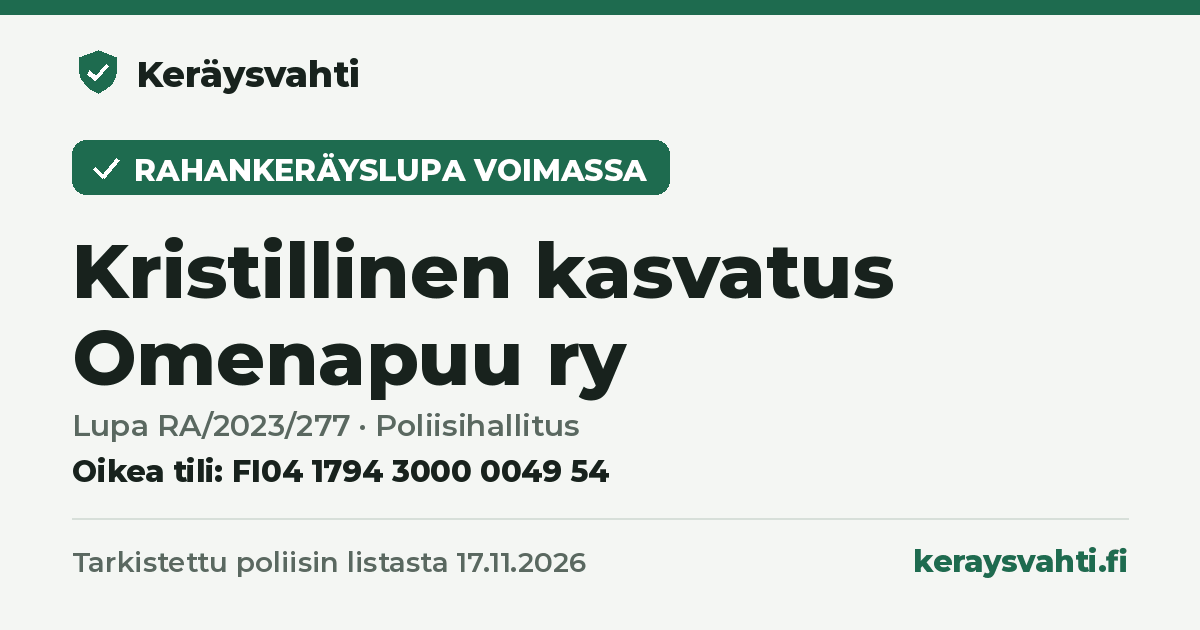 Keräysvahti
RAHANKERÄYSLUPA VOIMASSA
Kristillinen kasvatus
Omenapuu ry
Lupa RA/2023/277 · Poliisihallitus
Oikea tili: FI04 1794 3000 0049 54
Tarkistettu poliisin listasta 17.11.2026
keraysvahti.fi